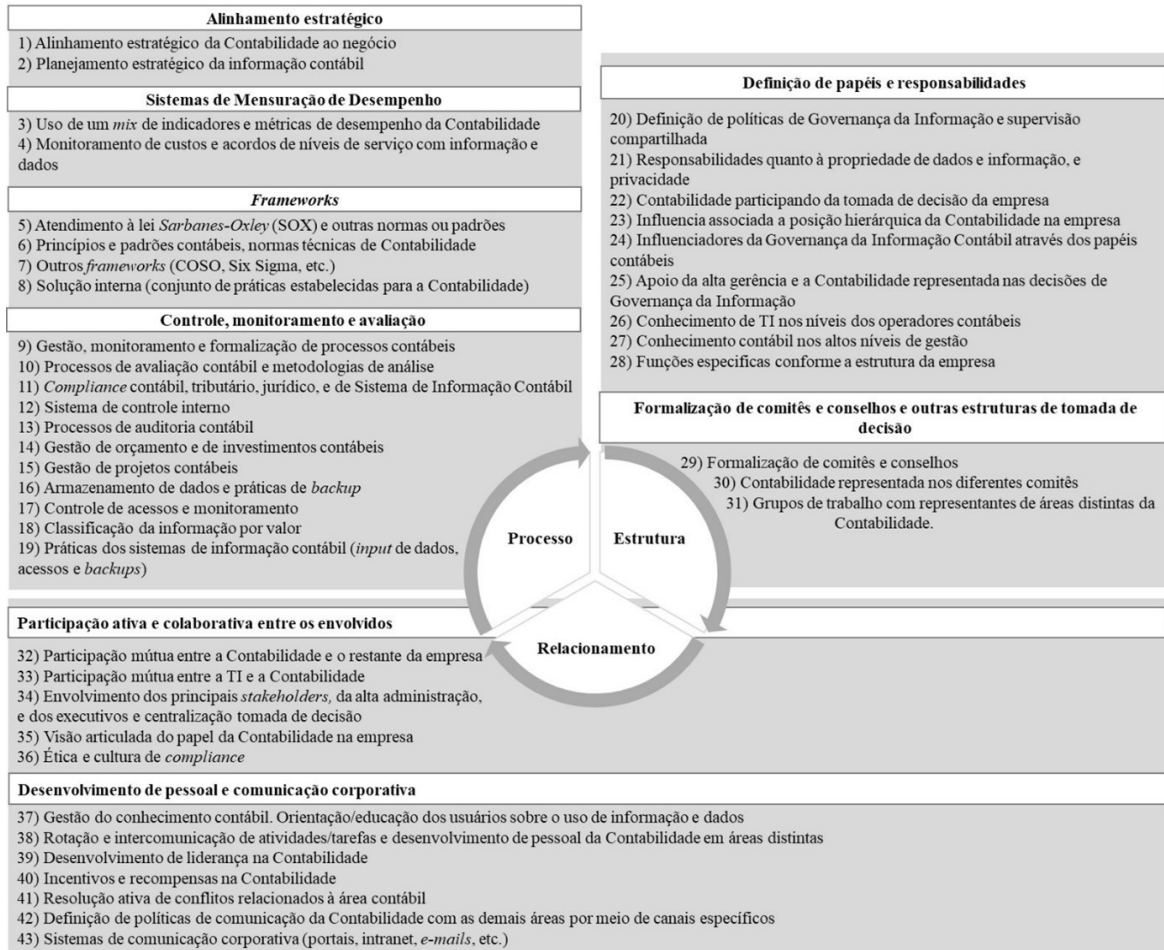 Alinhamento estratégico
1) Alinhamento estratégico da Contabilidade ao negócio
2) Planejamento estratégico da informação contábil
Sistemas de Mensuração de Desempenho
3) Uso de um mix de indicadores e métricas de desempenho da Contabilidade
4) Monitoramento de custos e acordos de níveis de serviço com informação e
dados
Frameworks
5) Atendimento à lei Sarbanes-Oxley (SOX) e outras normas ou padrões
6) Princípios e padrões contábeis, normas técnicas de Contabilidade
7) Outros frameworks (COSO, Six Sigma, etc.)
8) Solução interna (conjunto de práticas estabelecidas para a Contabilidade)
Controle, monitoramento e avaliação
9) Gestão, monitoramento e formalização de processos contábeis
10) Processos de avaliação contábil e metodologias de análise
11) Compliance contábil, tributário, jurídico, e de Sistema de Informação Contábil
12) Sistema de controle interno
13) Processos de auditoria contábil
14) Gestão de orçamento e de investimentos contábeis
15) Gestão de projetos contábeis
16) Armazenamento de dados e práticas de backup
17) Controle de acessos e monitoramento
18) Classificação da informação por valor
19) Práticas dos sistemas de informação contábil (input de dados,
acessos e backups)
Definição de papéis e responsabilidades
20) Definição de políticas de Governança da Informação e supervisão
compartilhada
21) Responsabilidades quanto à propriedade de dados e informação, e
privacidade
22) Contabilidade participando da tomada de decisão da empresa
23) Influencia associada a posição hierárquica da Contabilidade na empresa
24) Influenciadores da Governança da Informação Contábil através dos papéis
contábeis
25) Apoio da alta gerência e a Contabilidade representada nas decisões de
Governança da Informação
26) Conhecimento de TI nos níveis dos operadores contábeis
27) Conhecimento contábil nos altos níveis de gestão
28) Funções especificas conforme a estrutura da empresa
Formalização de comitês e conselhos e outras estruturas de tomada de
decisão
29) Formalização de comitês e conselhos
30) Contabilidade representada nos diferentes comitês
31) Grupos de trabalho com representantes de áreas distintas da
Contabilidade.
Processo
Estrutura
Relacionamento
Participação ativa e colaborativa entre os envolvidos
32) Participação mútua entre a Contabilidade e o restante da empresa
33) Participação mútua entre a TI e a Contabilidade
34) Envolvimento dos principais stakeholders, da alta administração,
e dos executivos e centralização tomada de decisão
35) Visão articulada do papel da Contabilidade na empresa
36) Ética e cultura de compliance
Desenvolvimento de pessoal e comunicação corporativa
37) Gestão do conhecimento contábil. Orientação/educação dos usuários sobre o uso de informação e dados
38) Rotação e intercomunicação de atividades/tarefas e desenvolvimento de pessoal da Contabilidade em áreas distintas
39) Desenvolvimento de liderança na Contabilidade
40) Incentivos e recompensas na Contabilidade
41) Resolução ativa de conflitos relacionados à área contábil
42) Definição de políticas de comunicação da Contabilidade com as demais áreas por meio de canais específicos
43) Sistemas de comunicação corporativa (portais, intranet, e-mails, etc.)